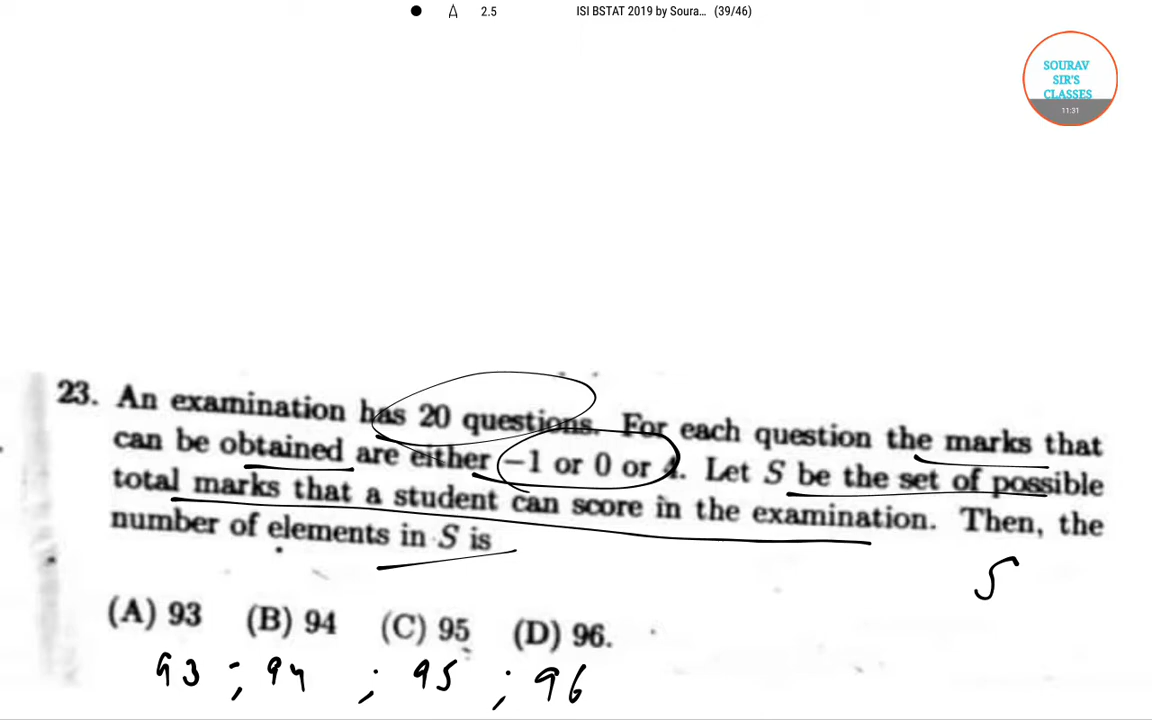 2.5 ISI BSTAT 2019 by Soura... (39/46)
SOURAV
SIR'S
CLASSES
11:31
23. An examination has 20 questions. For each question the marks that
can be obtained are either −1 or 0 or 4. Let S be the set of possible
total marks that a student can score in the examination. Then, the
number of elements in S is
S
(A) 93 (B) 94 (C) 95 (D) 96.
93 ; 94 ; 95 ; 96